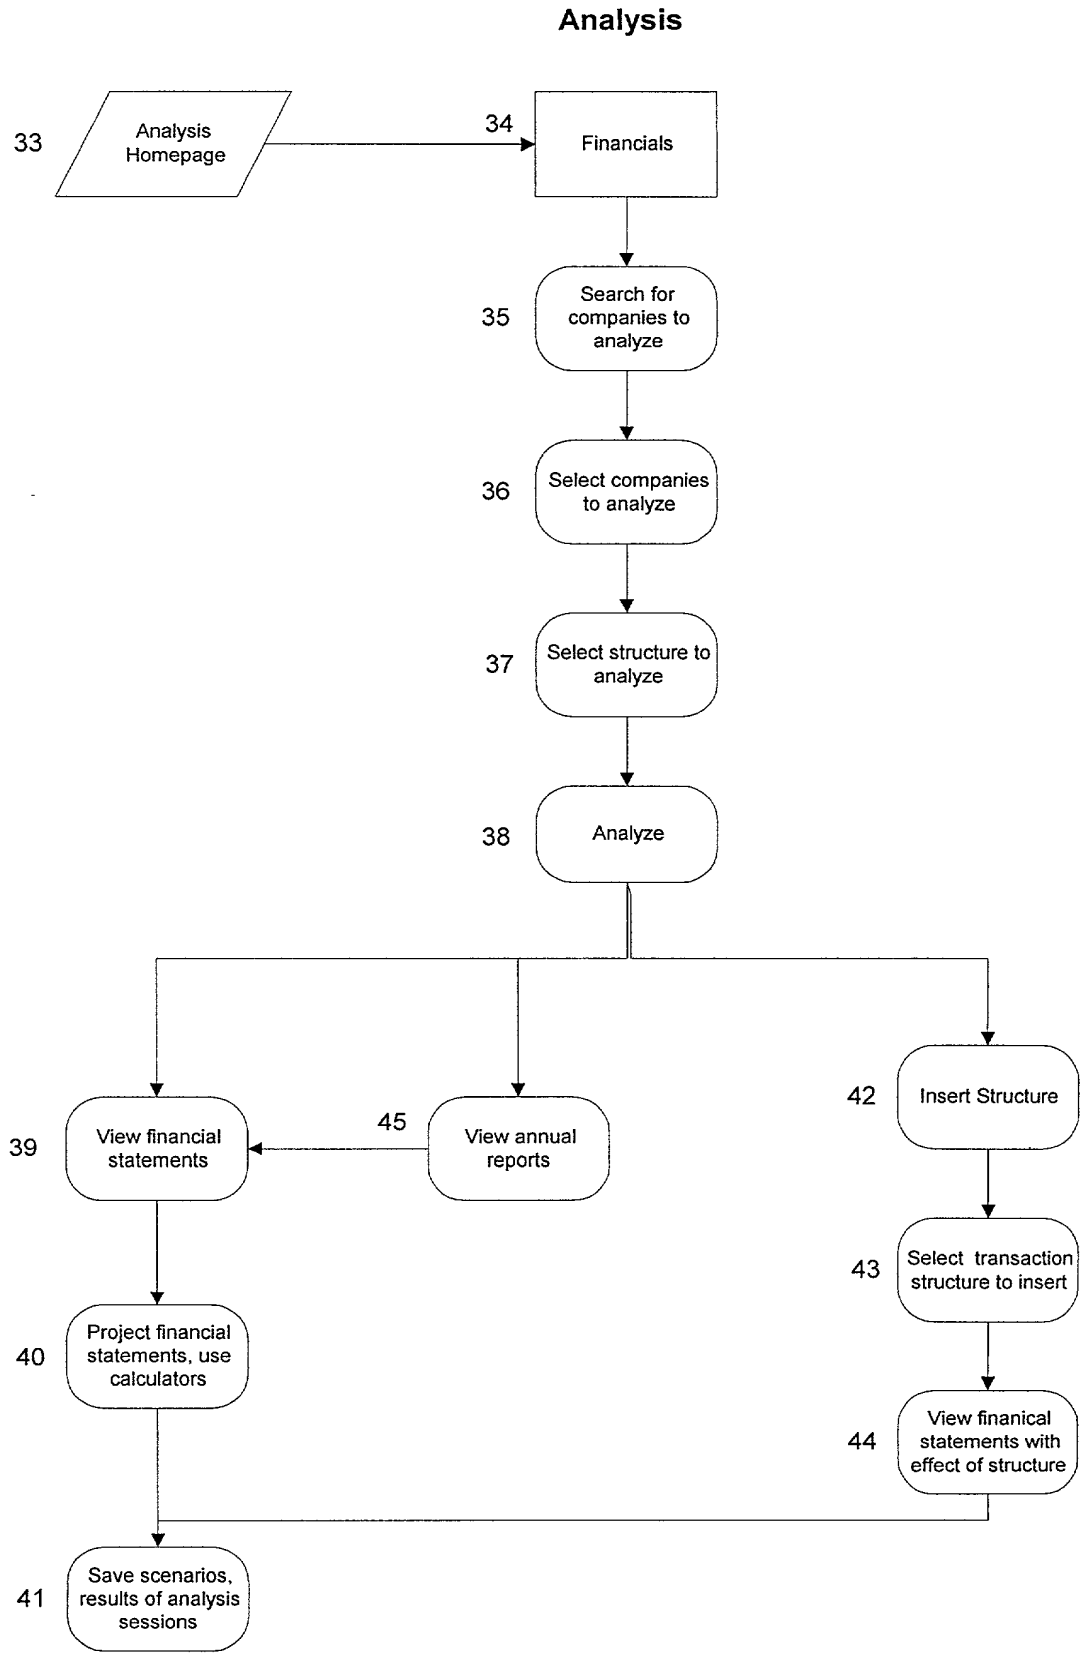 Analysis
33
Analysis
Homepage
34
Financials
35
Search for
companies to
analyze
36
Select companies
to analyze
37
Select structure to
analyze
38
Analyze
39
View financial
statements
45
View annual
reports
42
Insert Structure
43
Select transaction
structure to insert
40
Project financial
statements, use
calculators
44
View finanical
statements with
effect of structure
41
Save scenarios,
results of analysis
sessions